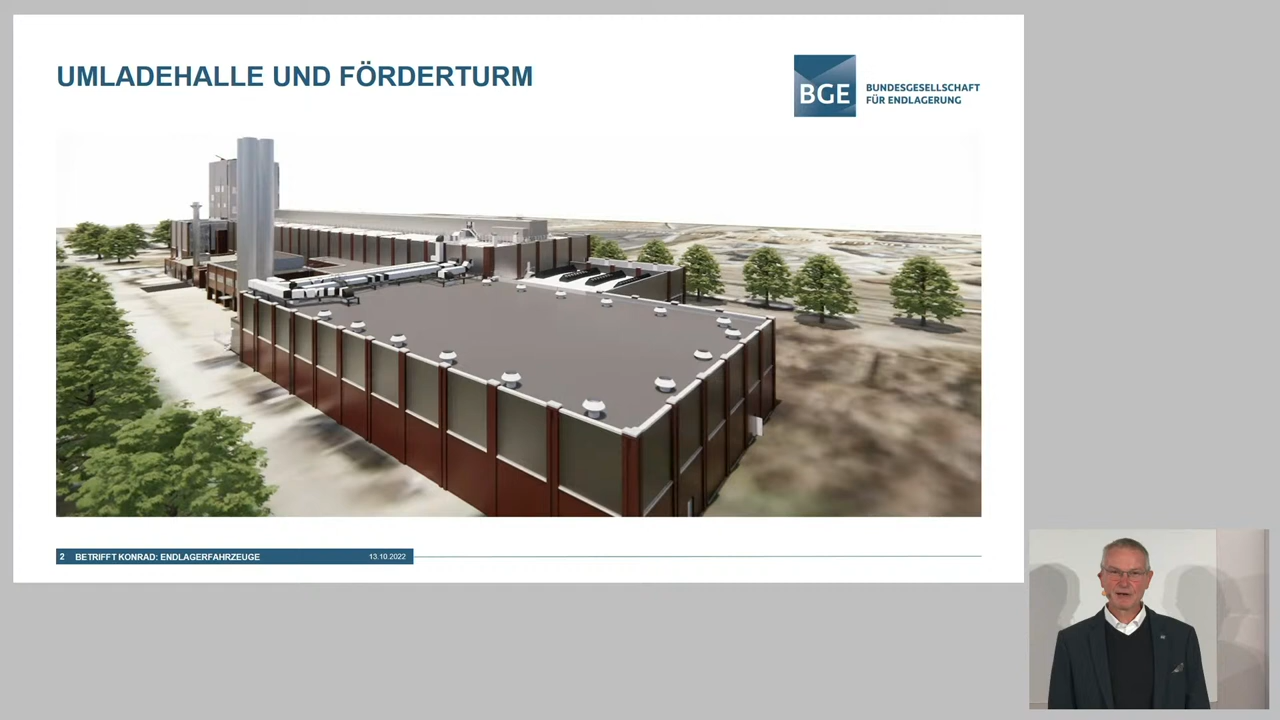 UMLADEHALLE UND FÖRDERTURM
BGE
BUNDESGESELLSCHAFT
FÜR ENDLAGERUNG
2 BETRIFFT KONRAD: ENDLAGERFAHRZEUGE 13.10.2022